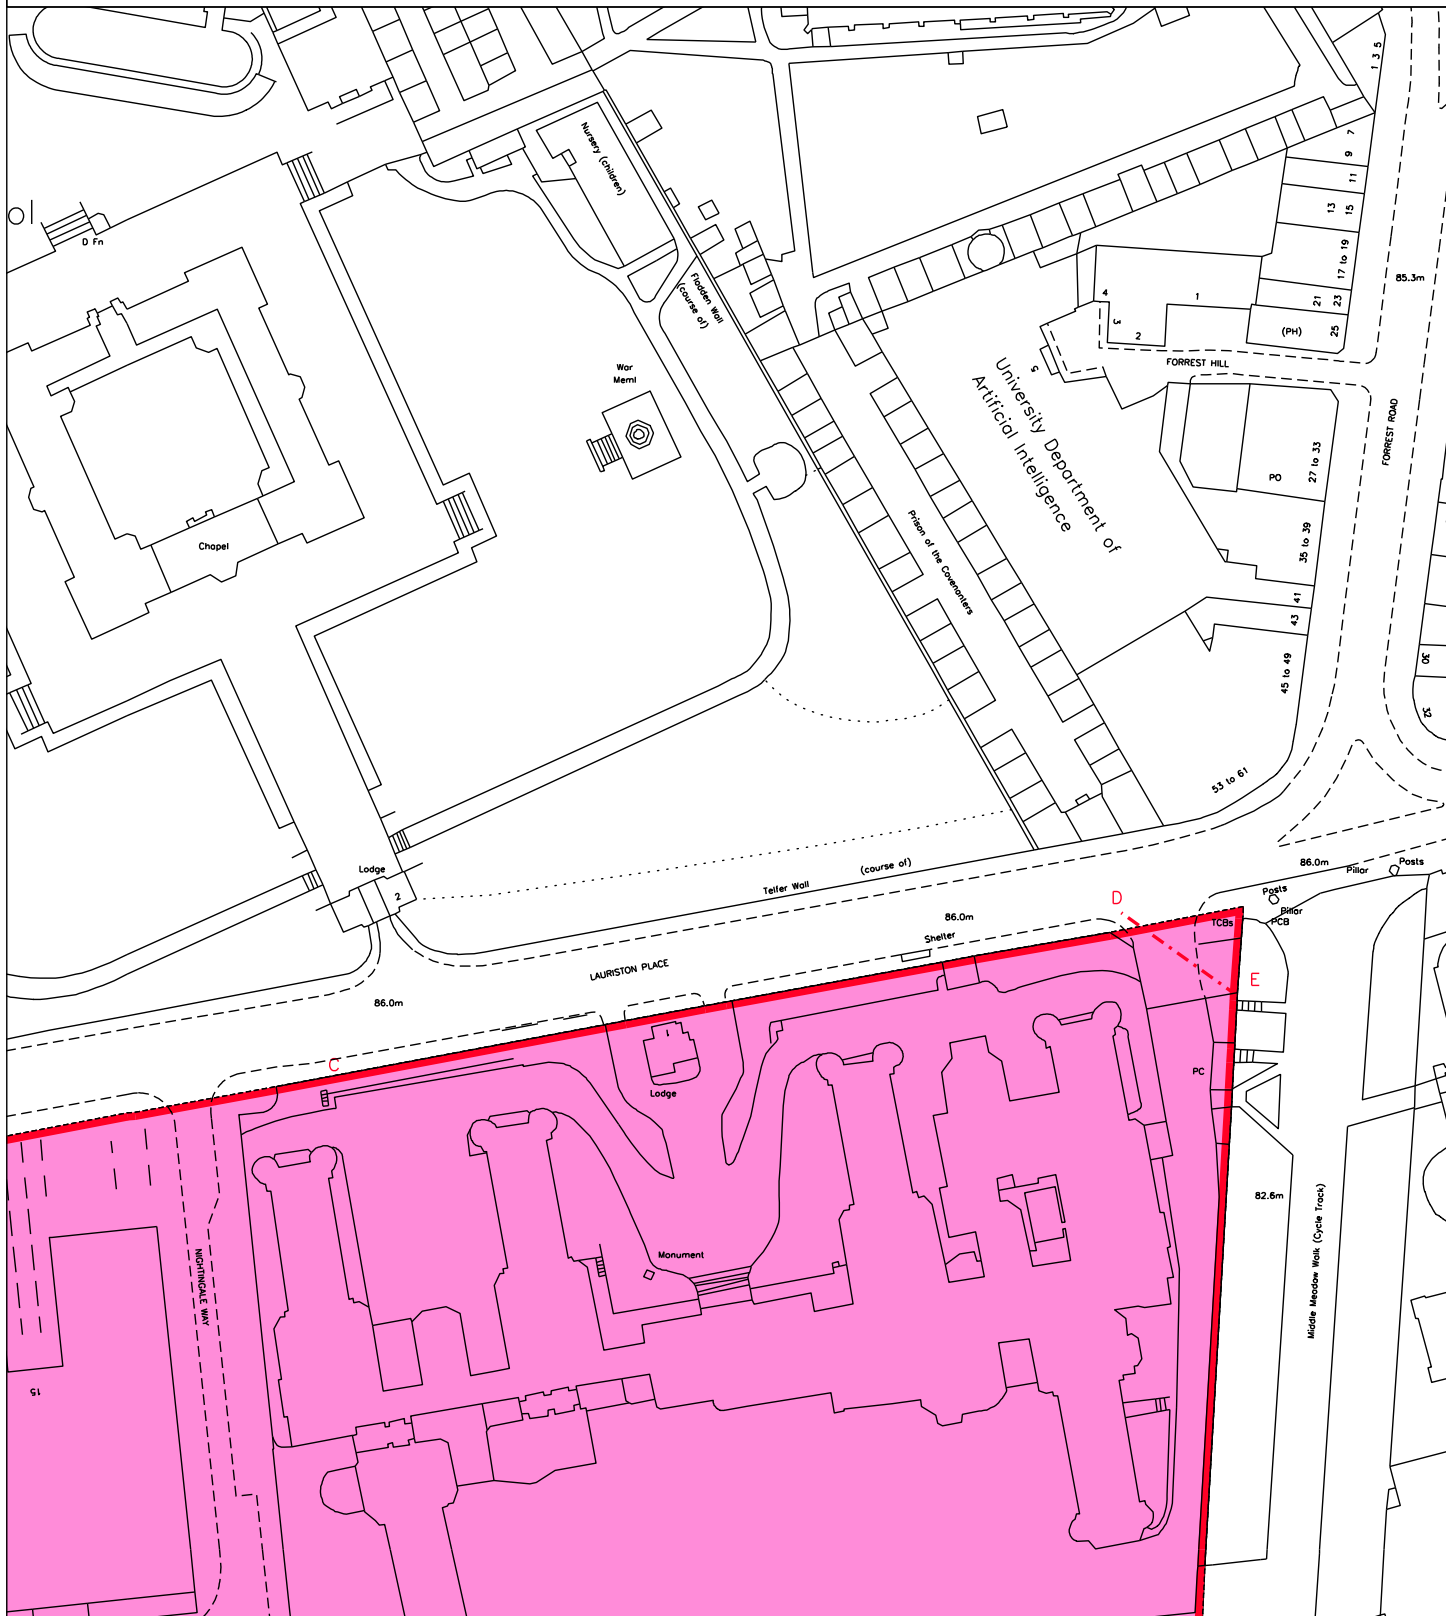 1 3 5
7
9
11
13
15
17 to 19
21
23
25
(PH)
85.3m
ol
D Fn
Nursery (children)
Flodden Wall
(course of)
4
3
2
1
5
FORREST HILL
War
Meml
University Department of
Artificial Intelligence
FORREST ROAD
PO
27 to 33
35 to 39
41
43
45 to 49
30
32
53 to 61
Chapel
Prison of the Covenanters
Lodge
2
Telfer Wall
(course of)
86.0m
Pillar
Posts
Posts
Pillar
PCB
TCBs
D
86.0m
Shelter
LAURISTON PLACE
86.0m
E
C
1
Lodge
PC
82.6m
Middle Meadow Walk (Cycle Track)
NIGHTINGALE WAY
Monument
15